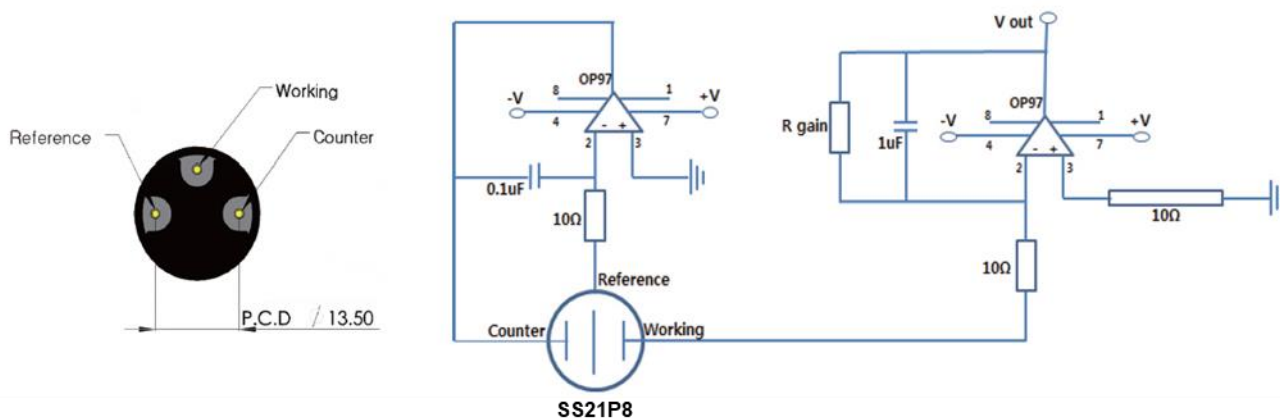 Working
Reference
Counter
P.C.D / 13.50
OP97
-V
8
1
+V
4
7
- +
2
3
0.1uF
10Ω
Reference
Counter
Working
SS21P8
V out
OP97
R gain
1uF
-V
8
1
+V
4
7
- +
2
3
10Ω
10Ω